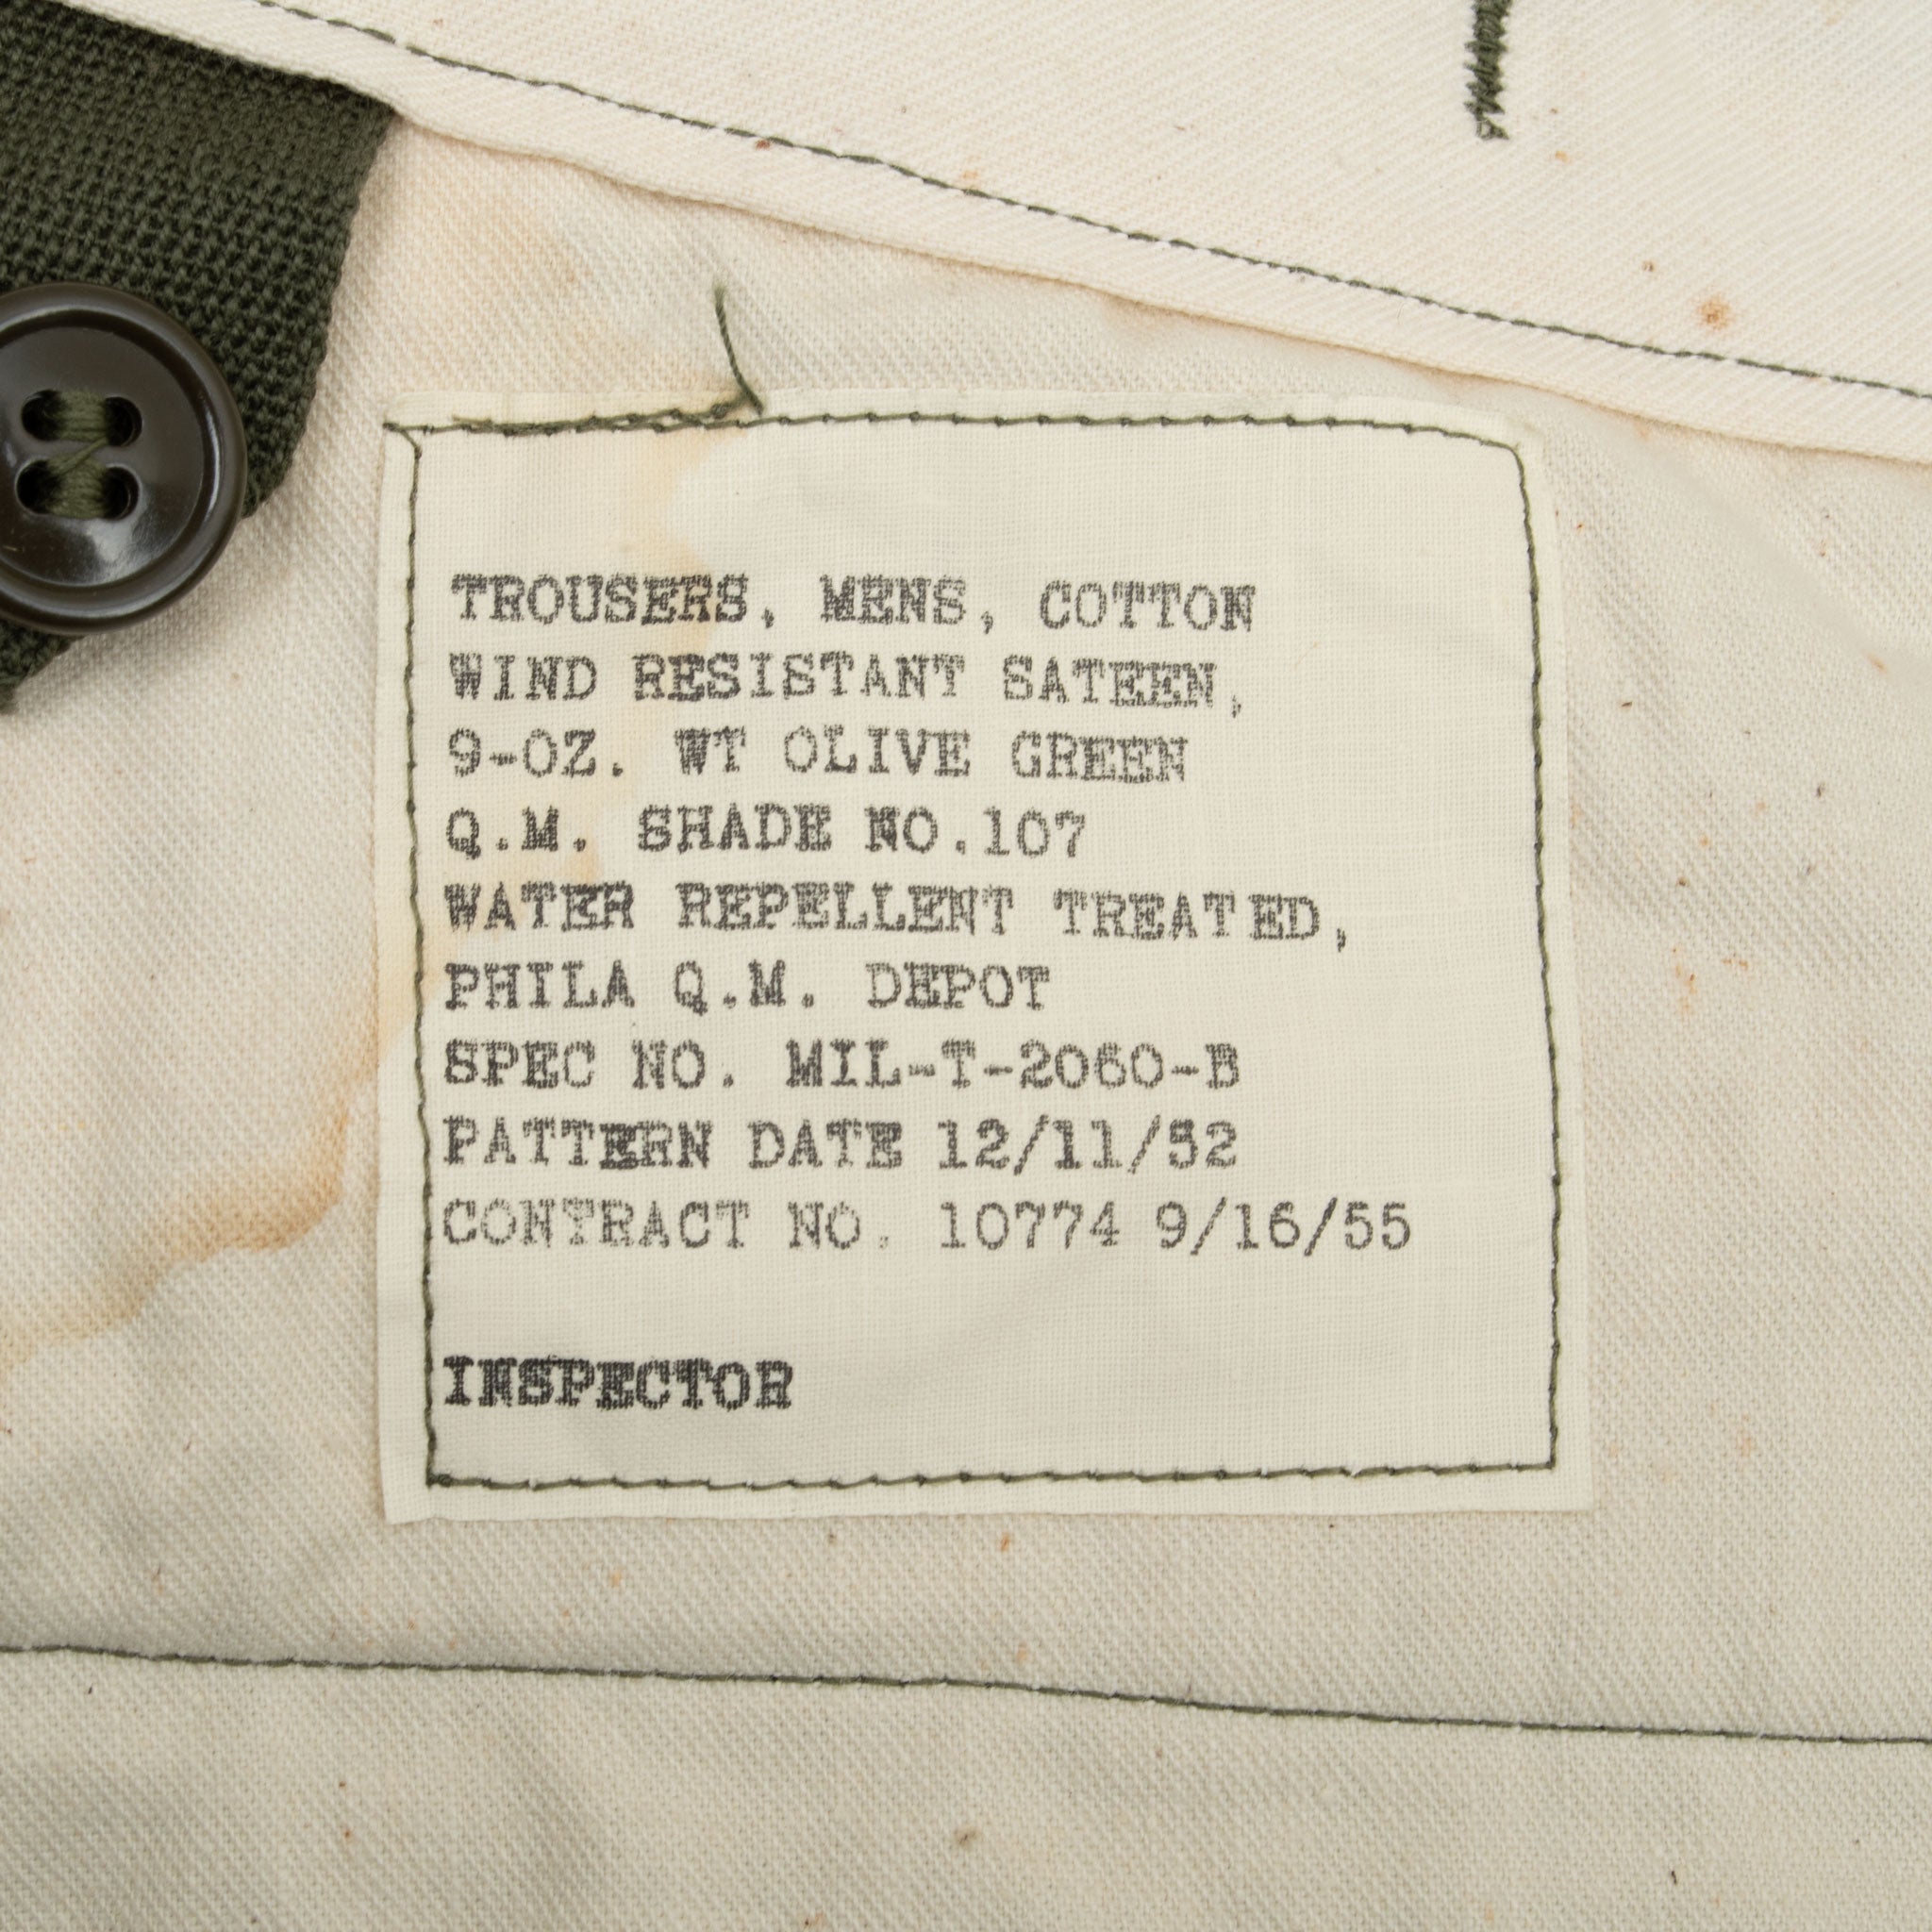 TROUSERS, MENS, COTTON
WIND RESISTANT SATEEN,
9-OZ. WT OLIVE GREEN
Q.M. SHADE NO.107
WATER REPELLENT TREATED,
PHILA Q.M. DEPOT
SPEC NO. MIL-T-2060-B
PATTERN DATE 12/11/52
CONTRACT NO. 10774 9/16/55
INSPECTOR